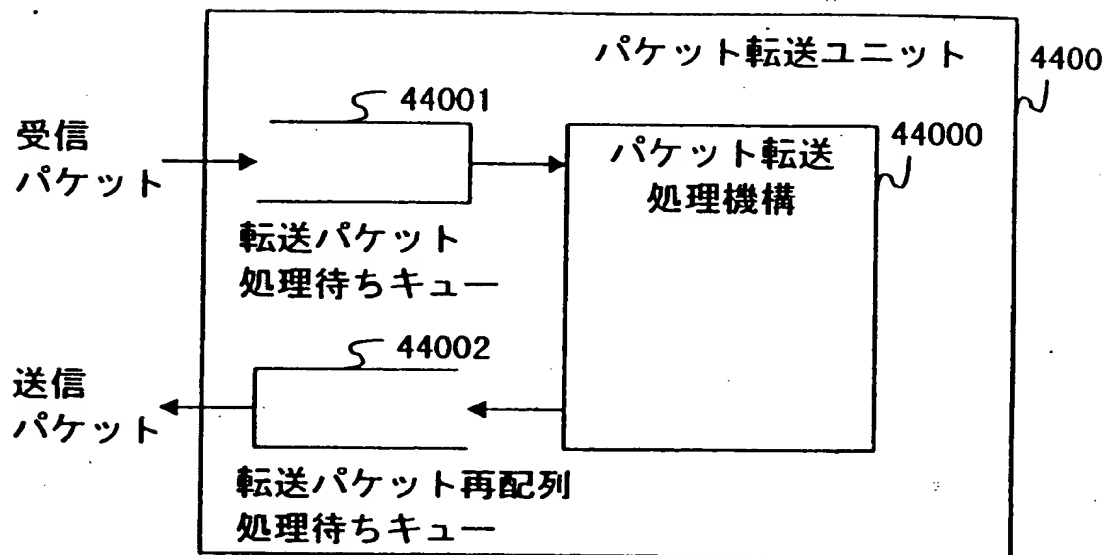 パケット転送ユニット
4400
44001
受信
パケット
44000
パケット転送
処理機構
転送パケット
処理待ちキュー
44002
送信
パケット
転送パケット再配列
処理待ちキュー